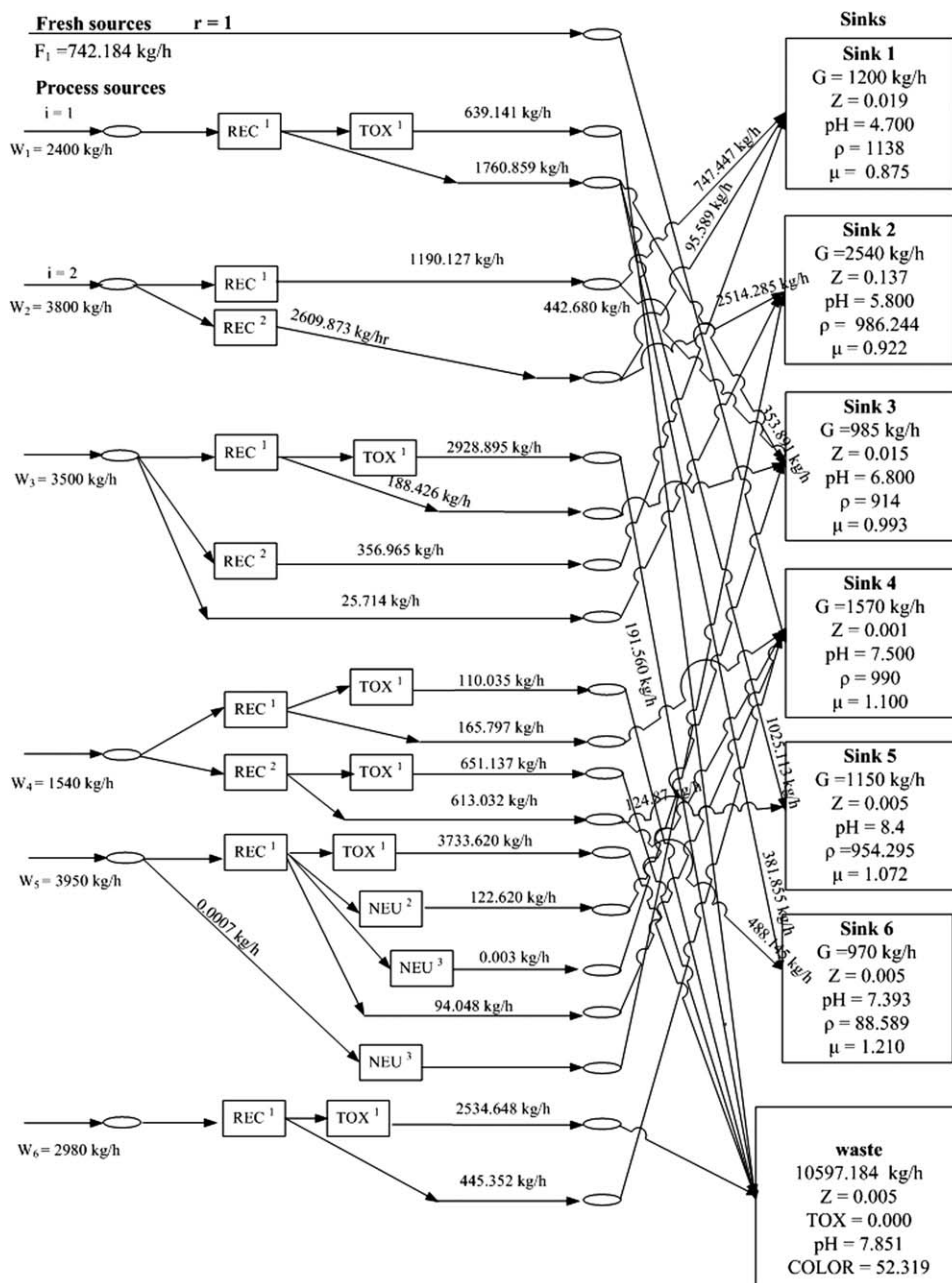 Fresh sources r = 1
F1 =742.184 kg/h
Process sources
i = 1
W1 = 2400 kg/h
REC 1
TOX 1
639.141 kg/h
1760.859 kg/h
i = 2
W2 = 3800 kg/h
REC 1
1190.127 kg/h
REC 2
2609.873 kg/hr
442.680 kg/h
747.447 kg/h
95.589 kg/h
2514.285 kg/h
W3 = 3500 kg/h
REC 1
TOX 1
2928.895 kg/h
188.426 kg/h
REC 2
356.965 kg/h
25.714 kg/h
353.891 kg/h
191.560 kg/h
W4 = 1540 kg/h
REC 1
TOX 1
110.035 kg/h
165.797 kg/h
REC 2
TOX 1
651.137 kg/h
613.032 kg/h
124.87 kg/h
1025.113 kg/h
W5 = 3950 kg/h
REC 1
TOX 1
3733.620 kg/h
NEU 2
122.620 kg/h
NEU 3
0.003 kg/h
94.048 kg/h
0.0007 kg/h
NEU 3
381.855 kg/h
488.145 kg/h
W6 = 2980 kg/h
REC 1
TOX 1
2534.648 kg/h
445.352 kg/h
Sinks
Sink 1
G = 1200 kg/h
Z = 0.019
pH = 4.700
ρ = 1138
μ = 0.875
Sink 2
G =2540 kg/h
Z = 0.137
pH = 5.800
ρ = 986.244
μ = 0.922
Sink 3
G =985 kg/h
Z = 0.015
pH = 6.800
ρ = 914
μ = 0.993
Sink 4
G =1570 kg/h
Z = 0.001
pH = 7.500
ρ = 990
μ = 1.100
Sink 5
G =1150 kg/h
Z = 0.005
pH = 8.4
ρ =954.295
μ = 1.072
Sink 6
G =970 kg/h
Z = 0.005
pH = 7.393
ρ = 88.589
μ = 1.210
waste
10597.184 kg/h
Z = 0.005
TOX = 0.000
pH = 7.851
COLOR = 52.319